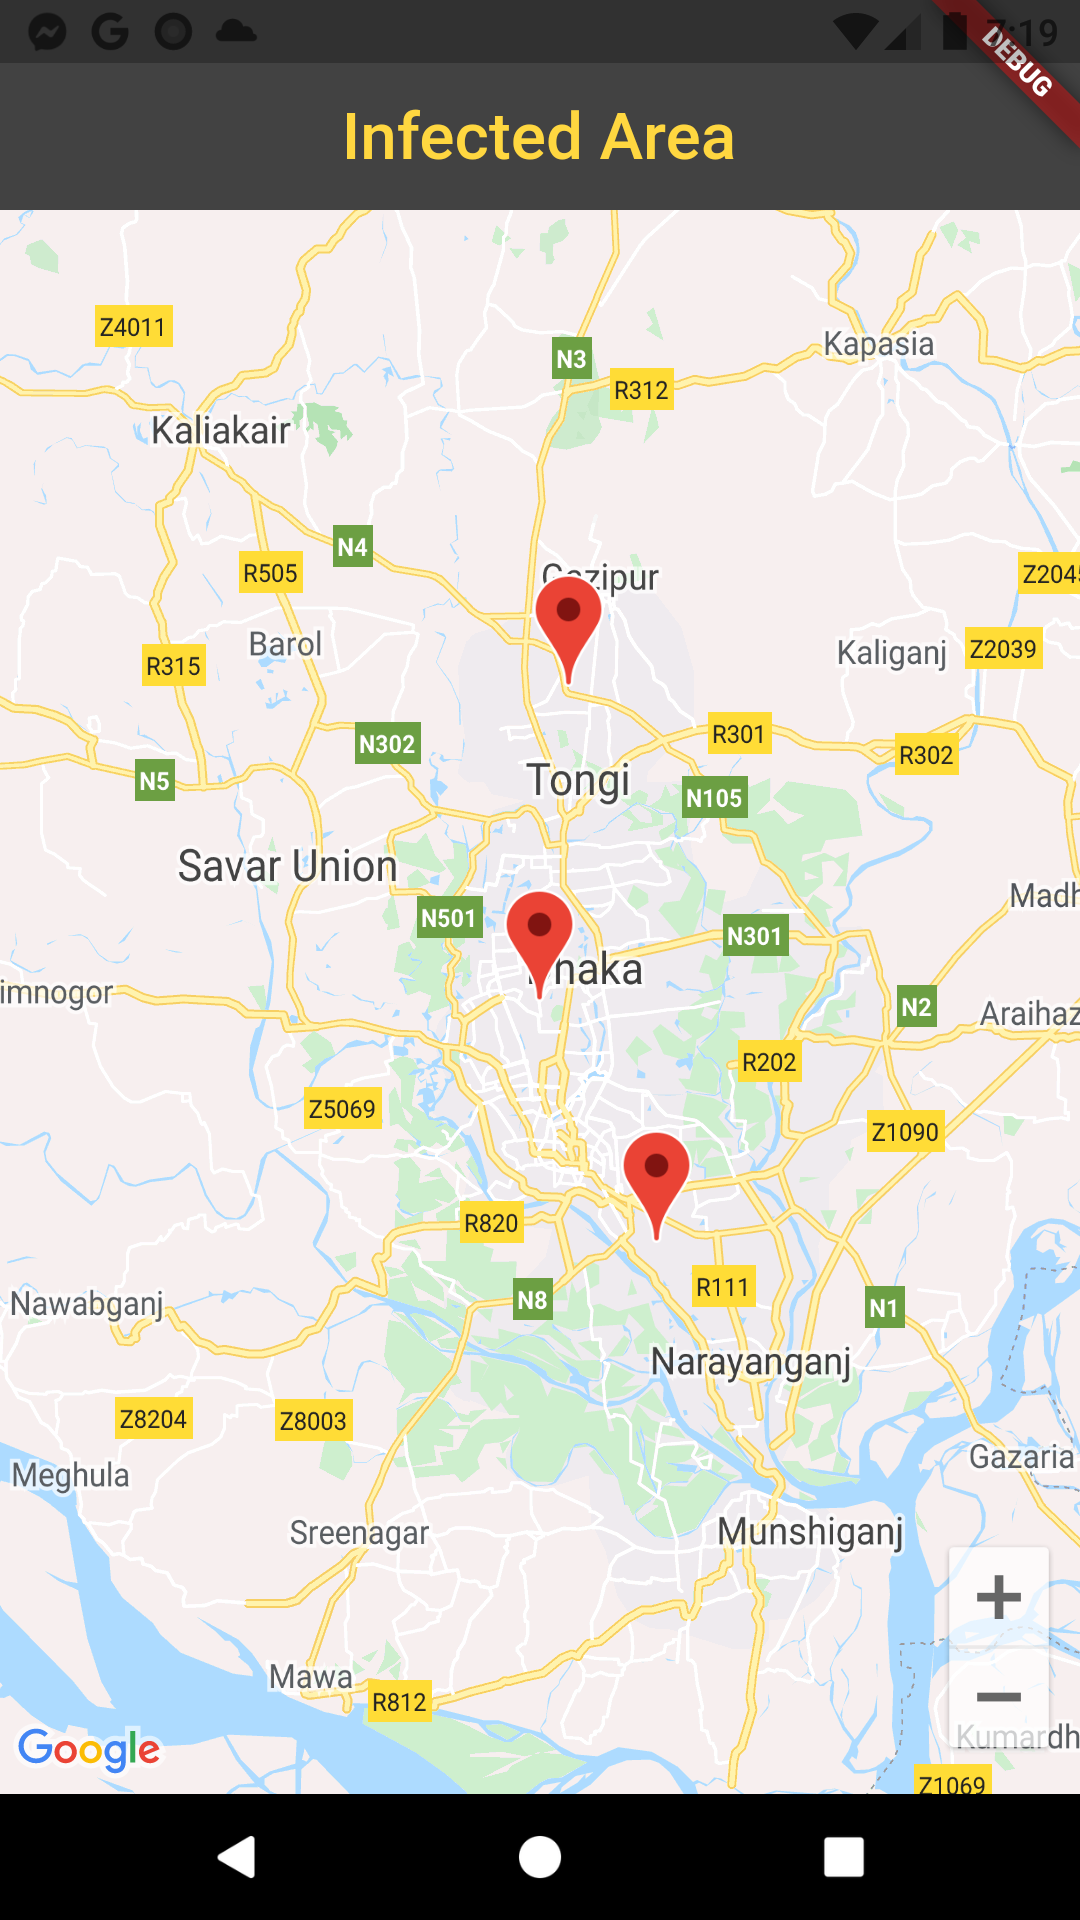 7:19
DEBUG
Infected Area
Z4011
Kapasia
N3
R312
Kaliakair
N4
R505
Z2045
Gazipur
Barol
Kaliganj
Z2039
R315
R301
N302
R302
N5
Tongi
N105
Savar Union
Madh
N501
N301
Dhaka
imnogor
N2
Araihaz
R202
Z5069
Z1090
R820
R111
N8
Nawabganj
N1
Narayanganj
Z8204
Z8003
Gazaria
Meghula
Sreenagar
Munshiganj
Mawa
R812
Kumardh
Google
Z1069